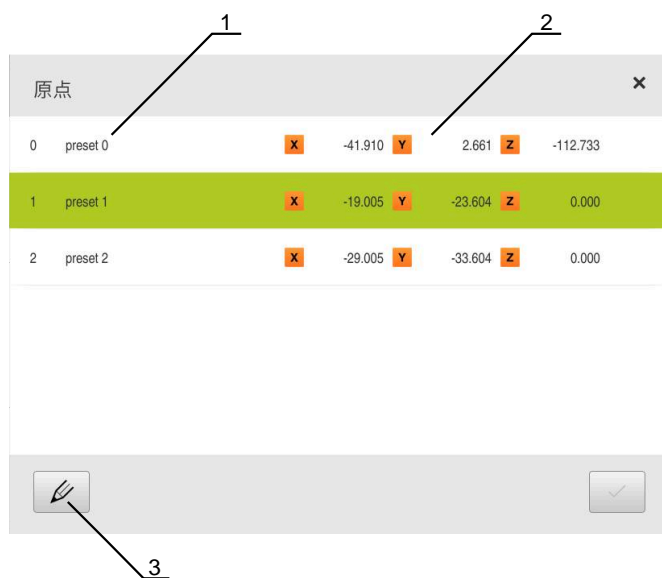 1 2
原点 ×
0 preset 0 X -41.910 Y 2.661 Z -112.733
1 preset 1 X -19.005 Y -23.604 Z 0.000
2 preset 2 X -29.005 Y -33.604 Z 0.000
3